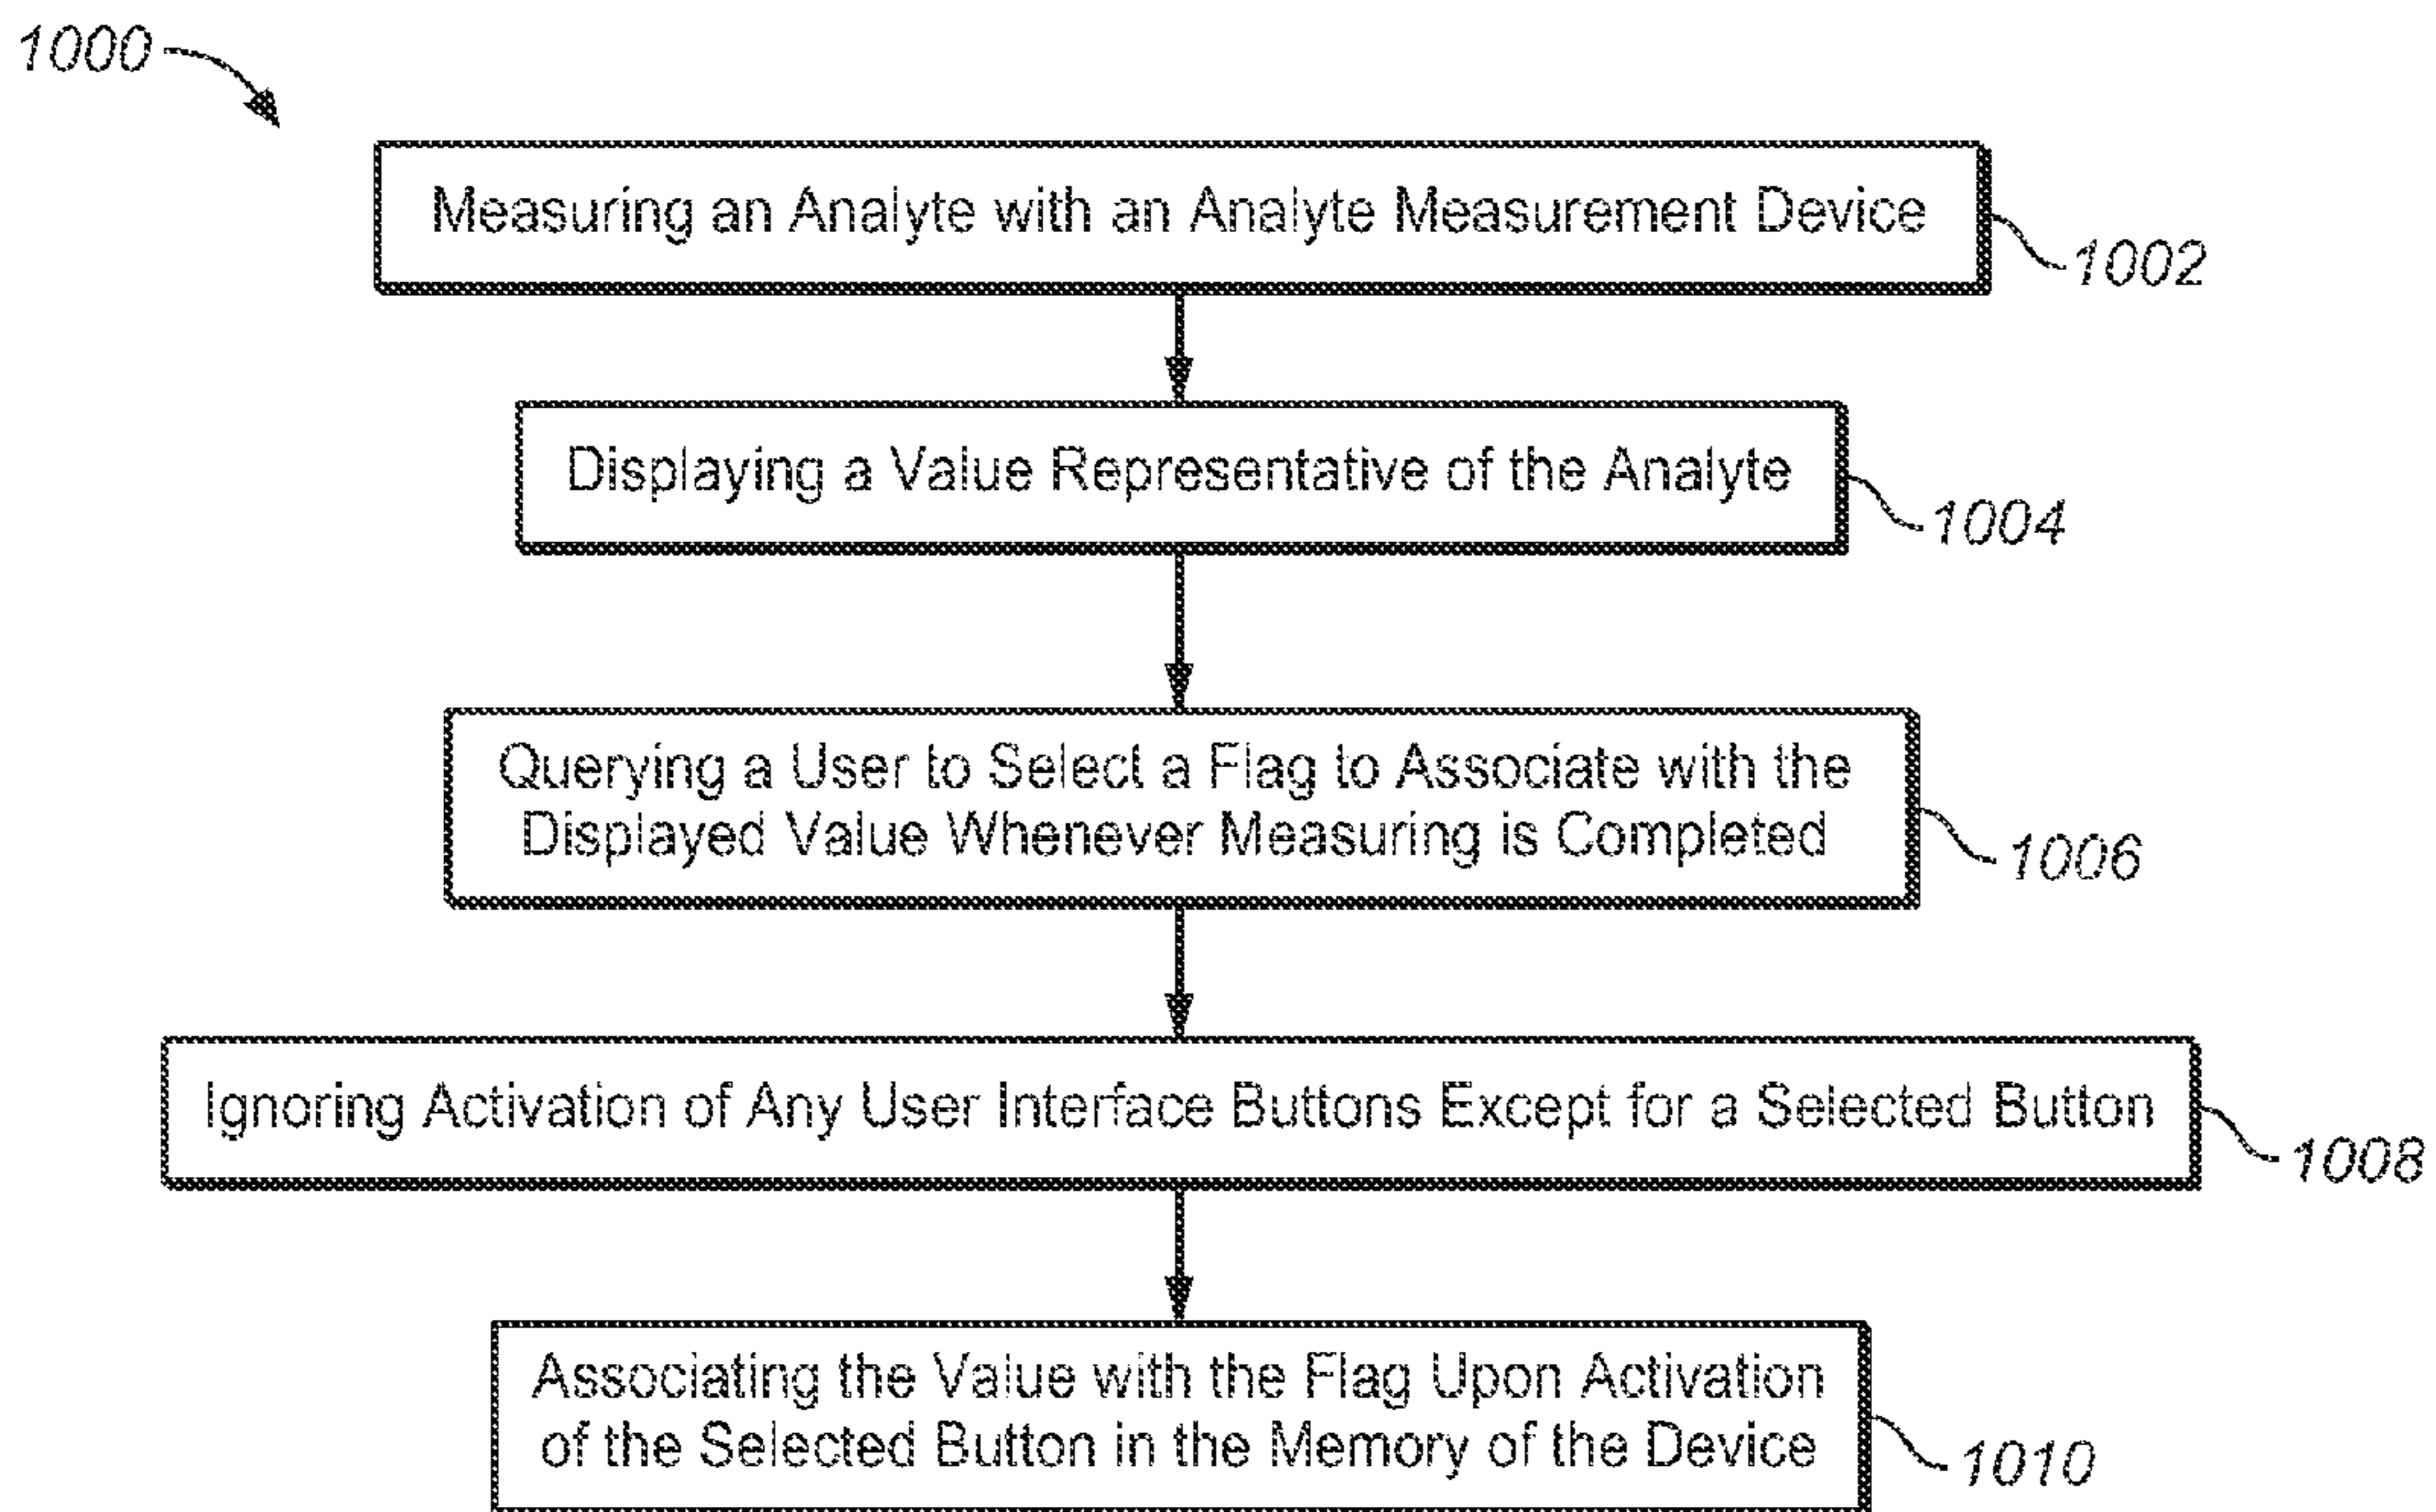 1000
Measuring an Analyte with an Analyte Measurement Device
1002
Displaying a Value Representative of the Analyte
1004
Querying a User to Select a Flag to Associate with the
Displayed Value Whenever Measuring is Completed
1006
Ignoring Activation of Any User Interface Buttons Except for a Selected Button
1008
Associating the Value with the Flag Upon Activation
of the Selected Button in the Memory of the Device
1010